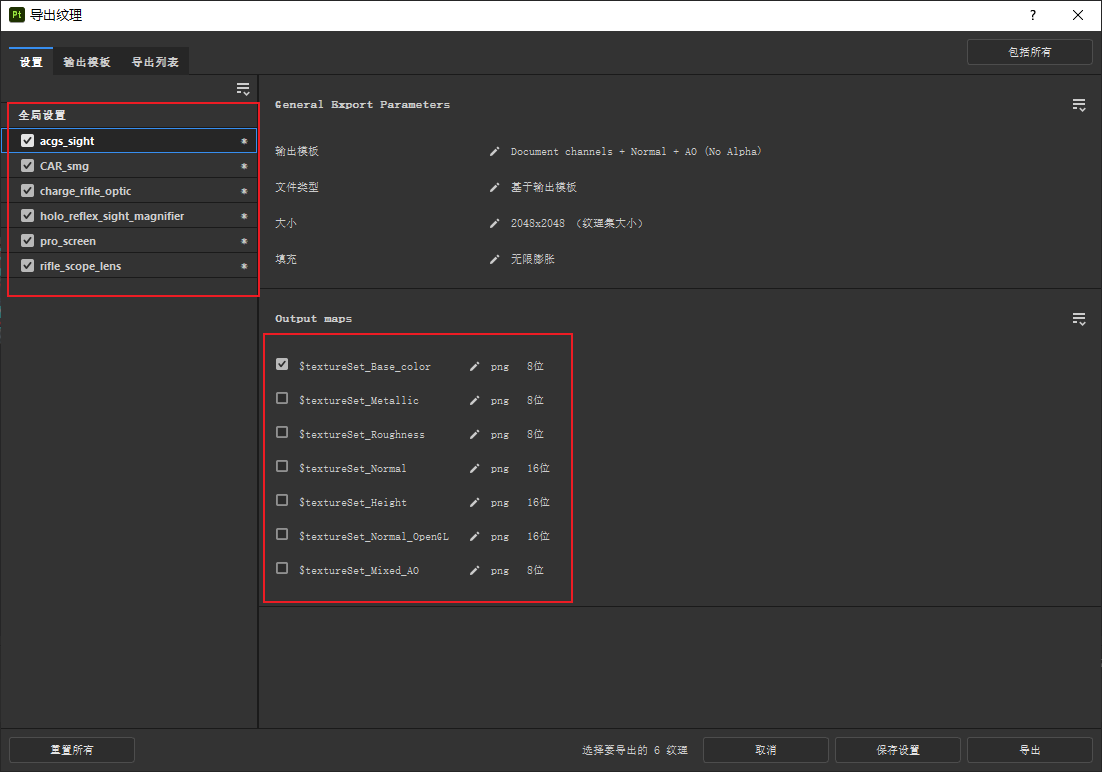 Pt 导出纹理
?
设置 输出模板 导出列表 包括所有
全局设置
acgs_sight
CAR_smg
charge_rifle_optic
holo_reflex_sight_magnifier
pro_screen
rifle_scope_lens
General Export Parameters
输出模板 Document channels + Normal + AO (No Alpha)
文件类型 基于输出模板
大小 2048x2048 (纹理集大小)
填充 无限膨胀
Output maps
$textureSet_Base_color png 8位
$textureSet_Metallic png 8位
$textureSet_Roughness png 8位
$textureSet_Normal png 16位
$textureSet_Height png 16位
$textureSet_Normal_OpenGL png 16位
$textureSet_Mixed_AO png 8位
重置所有 选择要导出的 6 纹理 取消 保存设置 导出